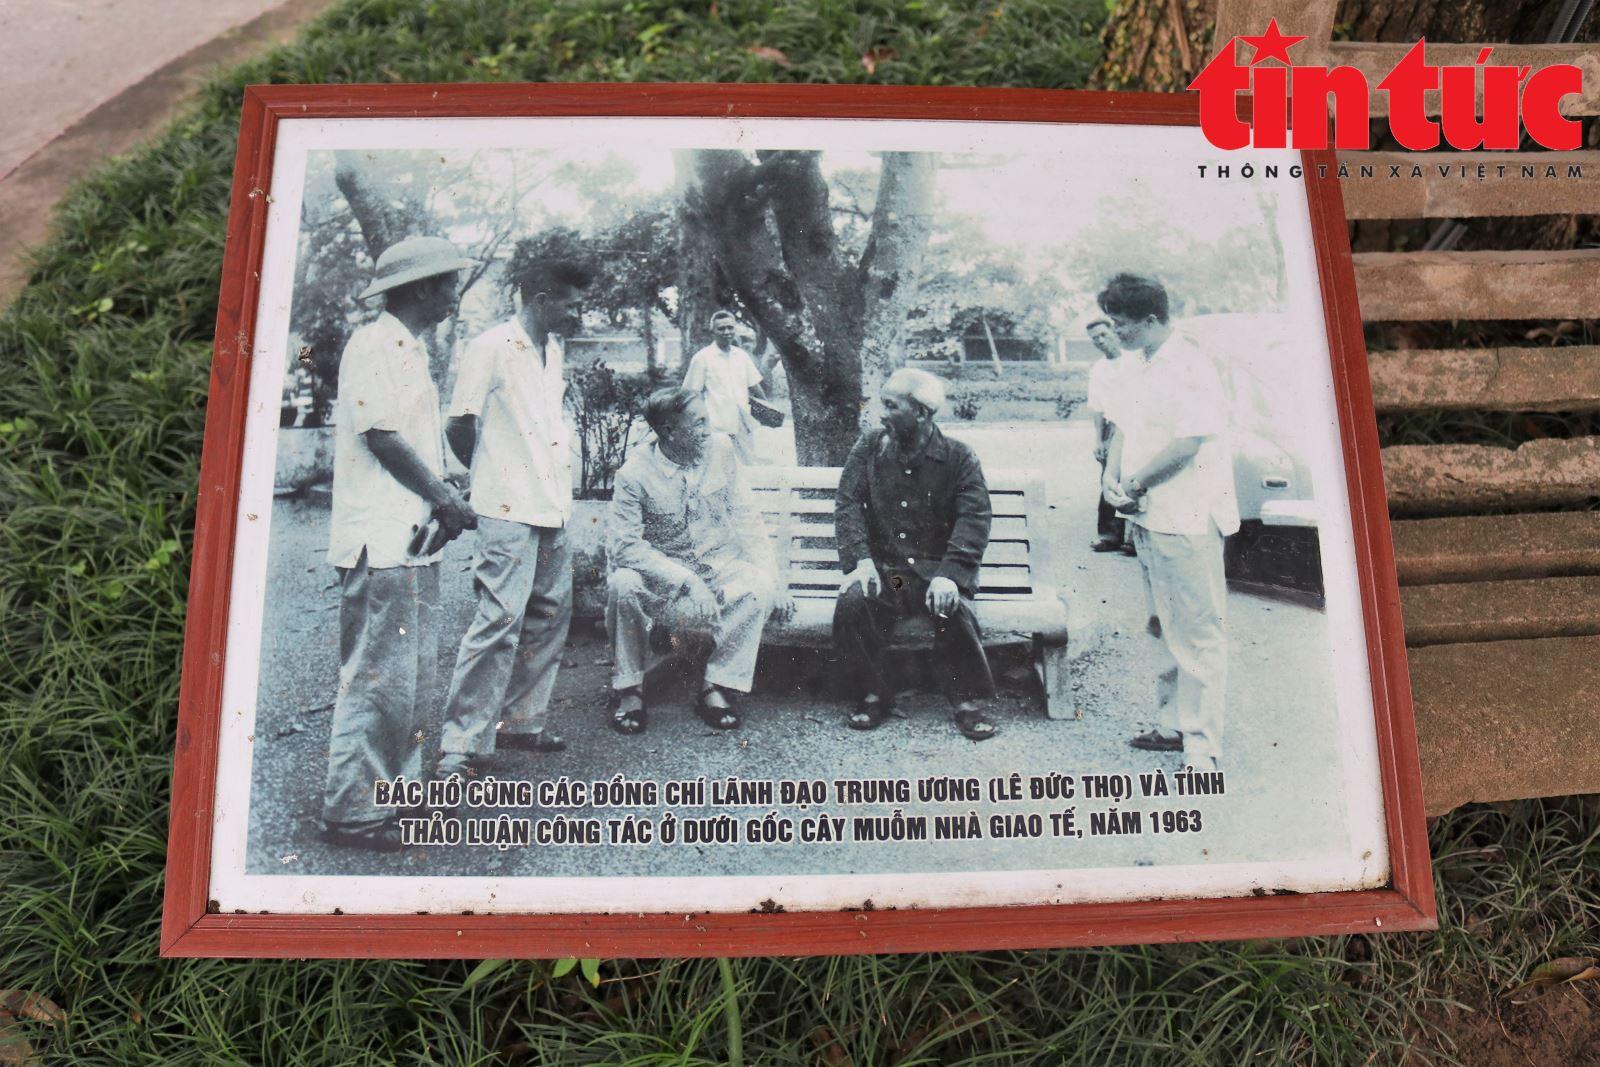 tin tức
THÔNG TẤN XÃ VIỆT NAM
BÁC HỒ CÙNG CÁC ĐỒNG CHÍ LÃNH ĐẠO TRUNG ƯƠNG (LÊ ĐỨC THỌ) VÀ TỈNH
THẢO LUẬN CÔNG TÁC Ở DƯỚI GỐC CÂY MUỖM NHÀ GIAO TẾ, NĂM 1963